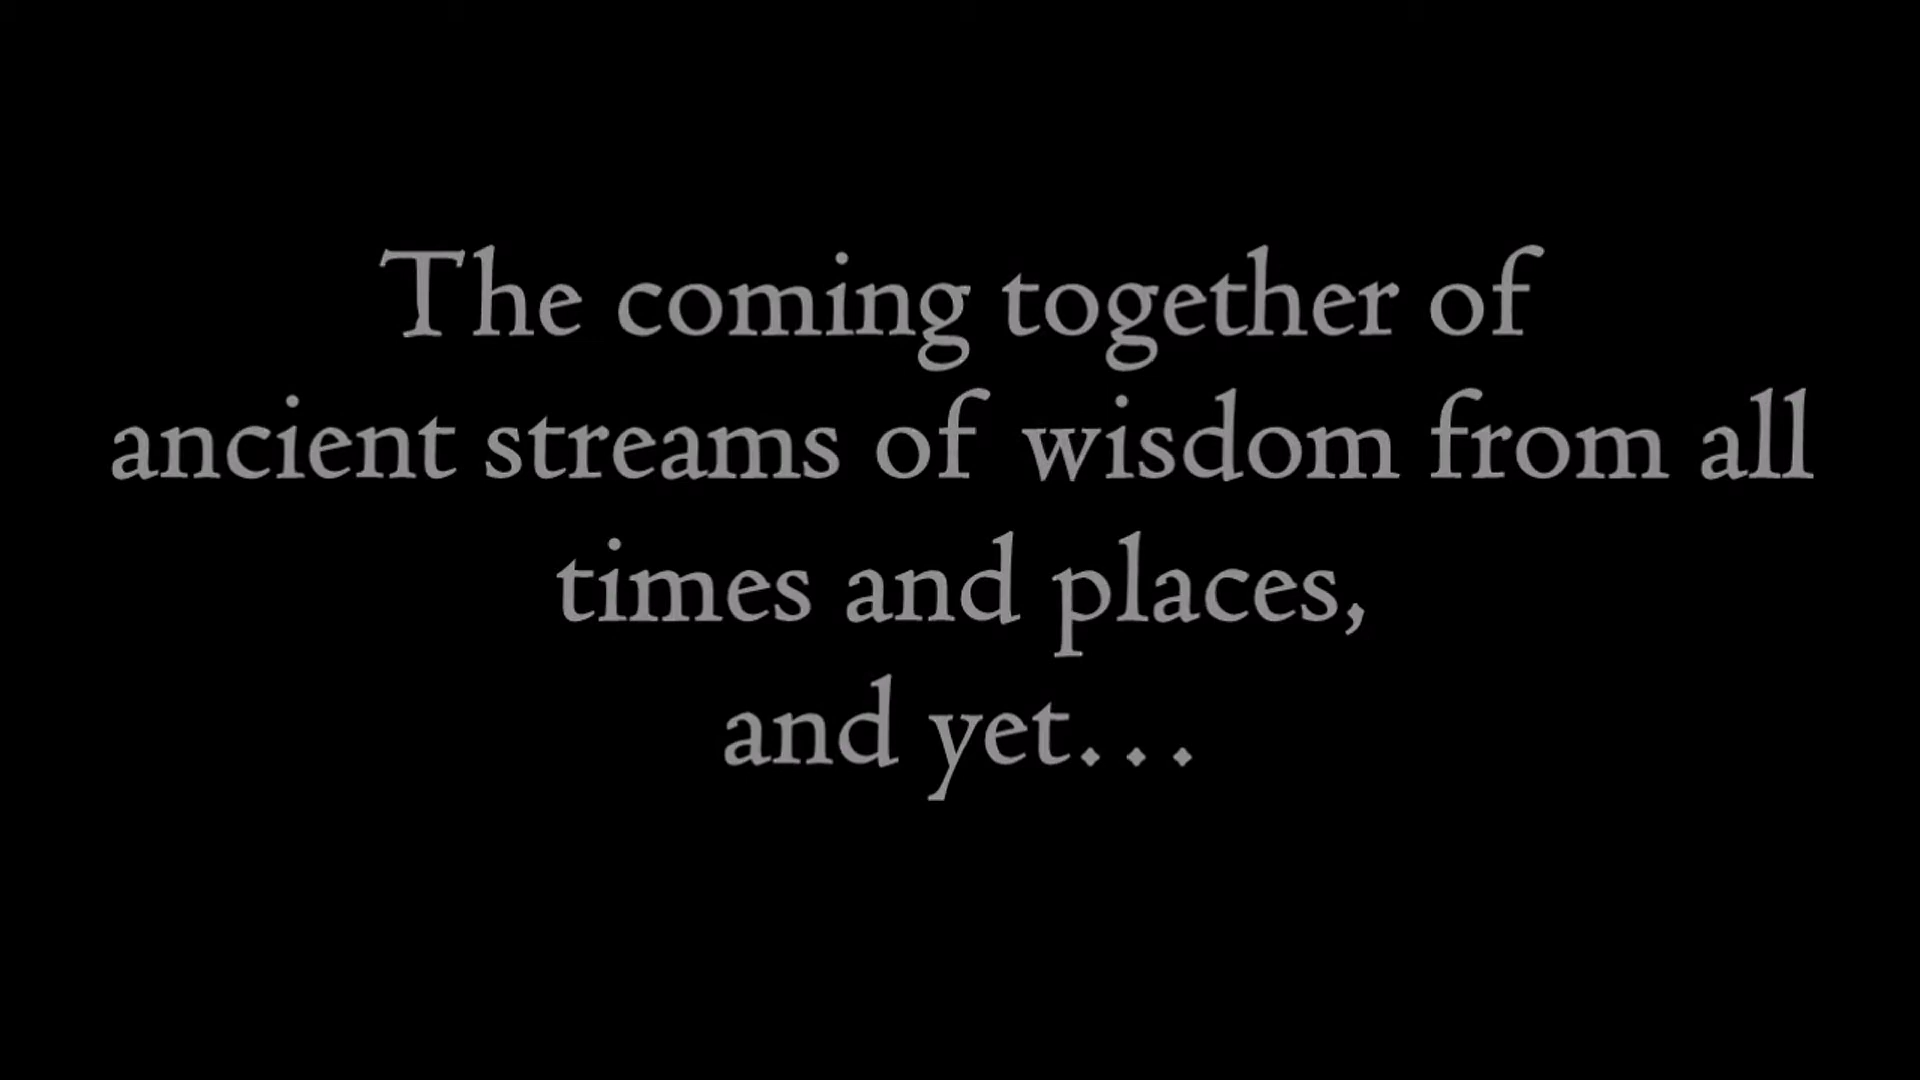 The coming together of
ancient streams of wisdom from all
times and places,
and yet...